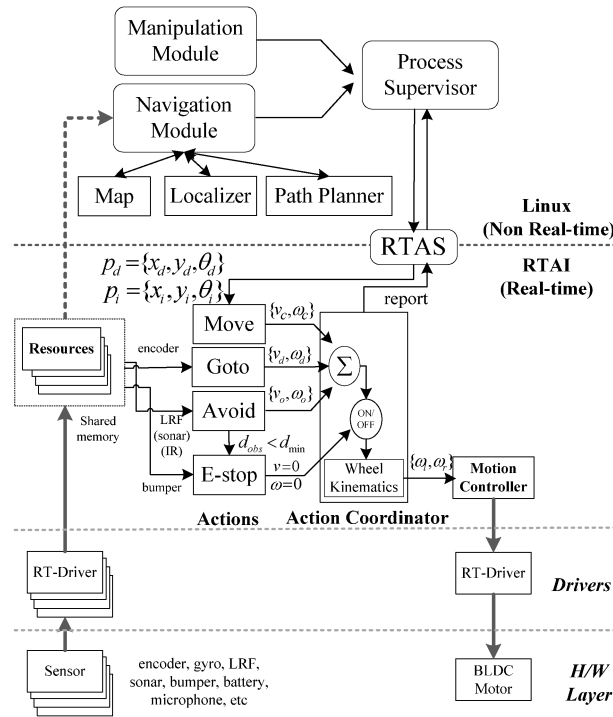 Manipulation
Module
Process
Supervisor
Navigation
Module
Map
Localizer
Path Planner
Linux
(Non Real-time)
RTAS
RTAI
(Real-time)
p_d={x_d,y_d,θ_d}
p_i={x_i,y_i,θ_i}
report
Move
{v_c,ω_c}
Resources
encoder
Goto
{v_d,ω_d}
Σ
Avoid
{v_o,ω_o}
Shared
memory
LRF
(sonar)
(IR)
d_obs<d_min
ON/
OFF
bumper
E-stop
v=0
ω=0
Wheel
Kinematics
{ω_l,ω_r}
Motion
Controller
Actions
Action Coordinator
RT-Driver
RT-Driver
Drivers
Sensor
encoder, gyro, LRF,
sonar, bumper, battery,
microphone, etc
BLDC
Motor
H/W
Layer